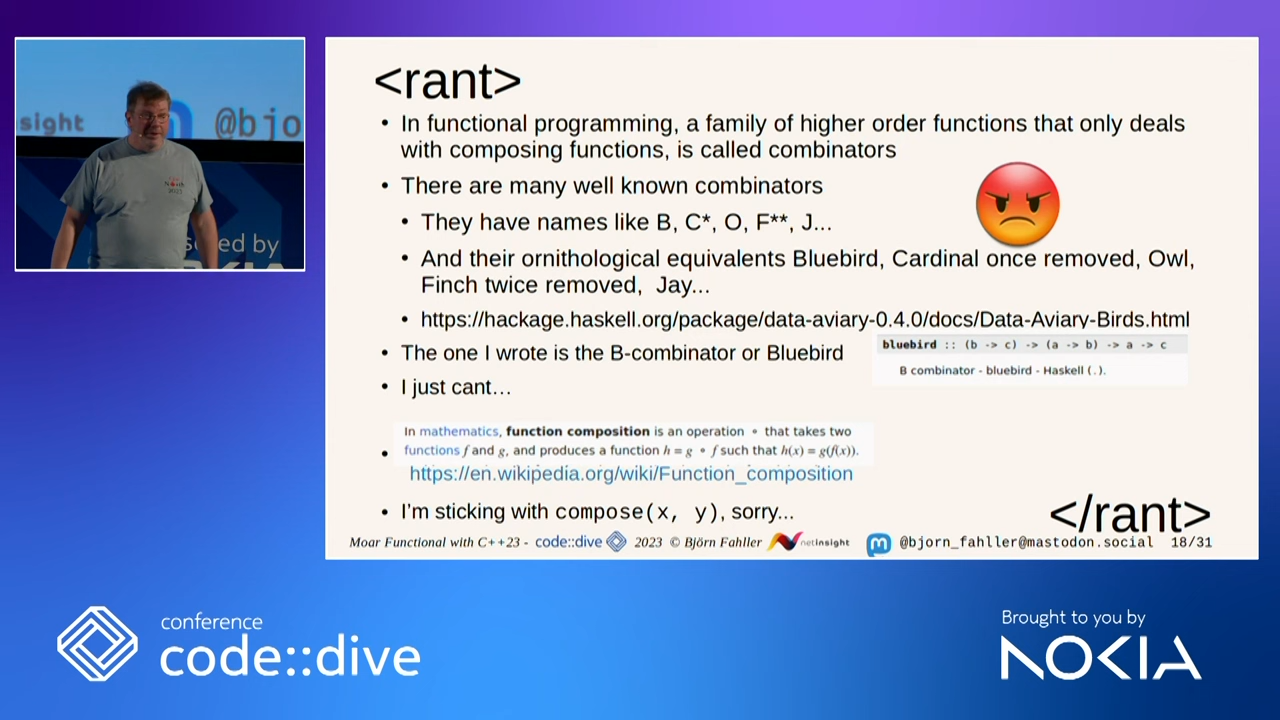 sight @bjo
North
2023
sored by
<rant>
• In functional programming, a family of higher order functions that only deals
with composing functions, is called combinators
• There are many well known combinators
• They have names like B, C*, O, F**, J...
• And their ornithological equivalents Bluebird, Cardinal once removed, Owl,
Finch twice removed, Jay...
• https://hackage.haskell.org/package/data-aviary-0.4.0/docs/Data-Aviary-Birds.html
• The one I wrote is the B-combinator or Bluebird
bluebird :: (b -> c) -> (a -> b) -> a -> c
B combinator - bluebird - Haskell (.).
• I just cant…
• In mathematics, function composition is an operation ∘ that takes two
functions f and g, and produces a function h = g ∘ f such that h(x) = g(f(x)).
https://en.wikipedia.org/wiki/Function_composition
• I'm sticking with compose(x, y), sorry...
</rant>
Moar Functional with C++23 - code::dive 2023 © Björn Fahller netinsight @bjorn_fahller@mastodon.social 18/31
conference
code::dive
Brought to you by
NOKIA